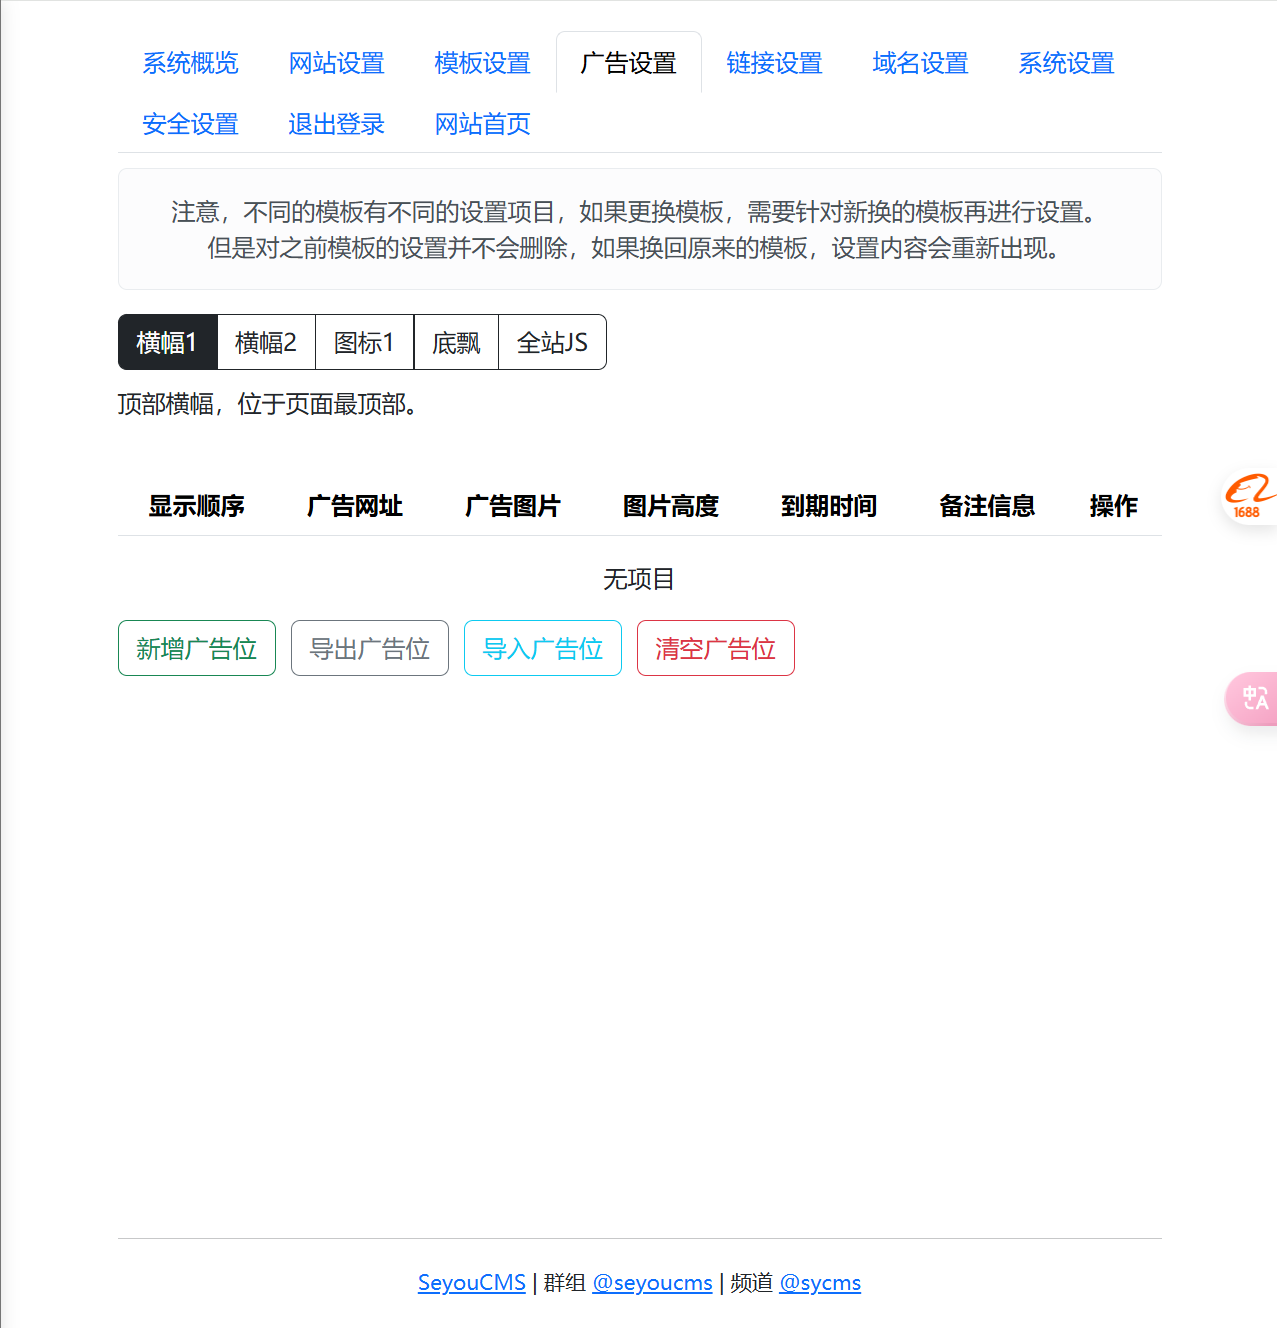 系统概览 网站设置 模板设置 广告设置 链接设置 域名设置 系统设置
安全设置 退出登录 网站首页
注意，不同的模板有不同的设置项目，如果更换模板，需要针对新换的模板再进行设置。
但是对之前模板的设置并不会删除，如果换回原来的模板，设置内容会重新出现。
横幅1 横幅2 图标1 底飘 全站JS
顶部横幅，位于页面最顶部。
显示顺序 广告网址 广告图片 图片高度 到期时间 备注信息 操作
1688
无项目
新增广告位 导出广告位 导入广告位 清空广告位
中A
SeyouCMS | 群组 @seyoucms | 频道 @sycms